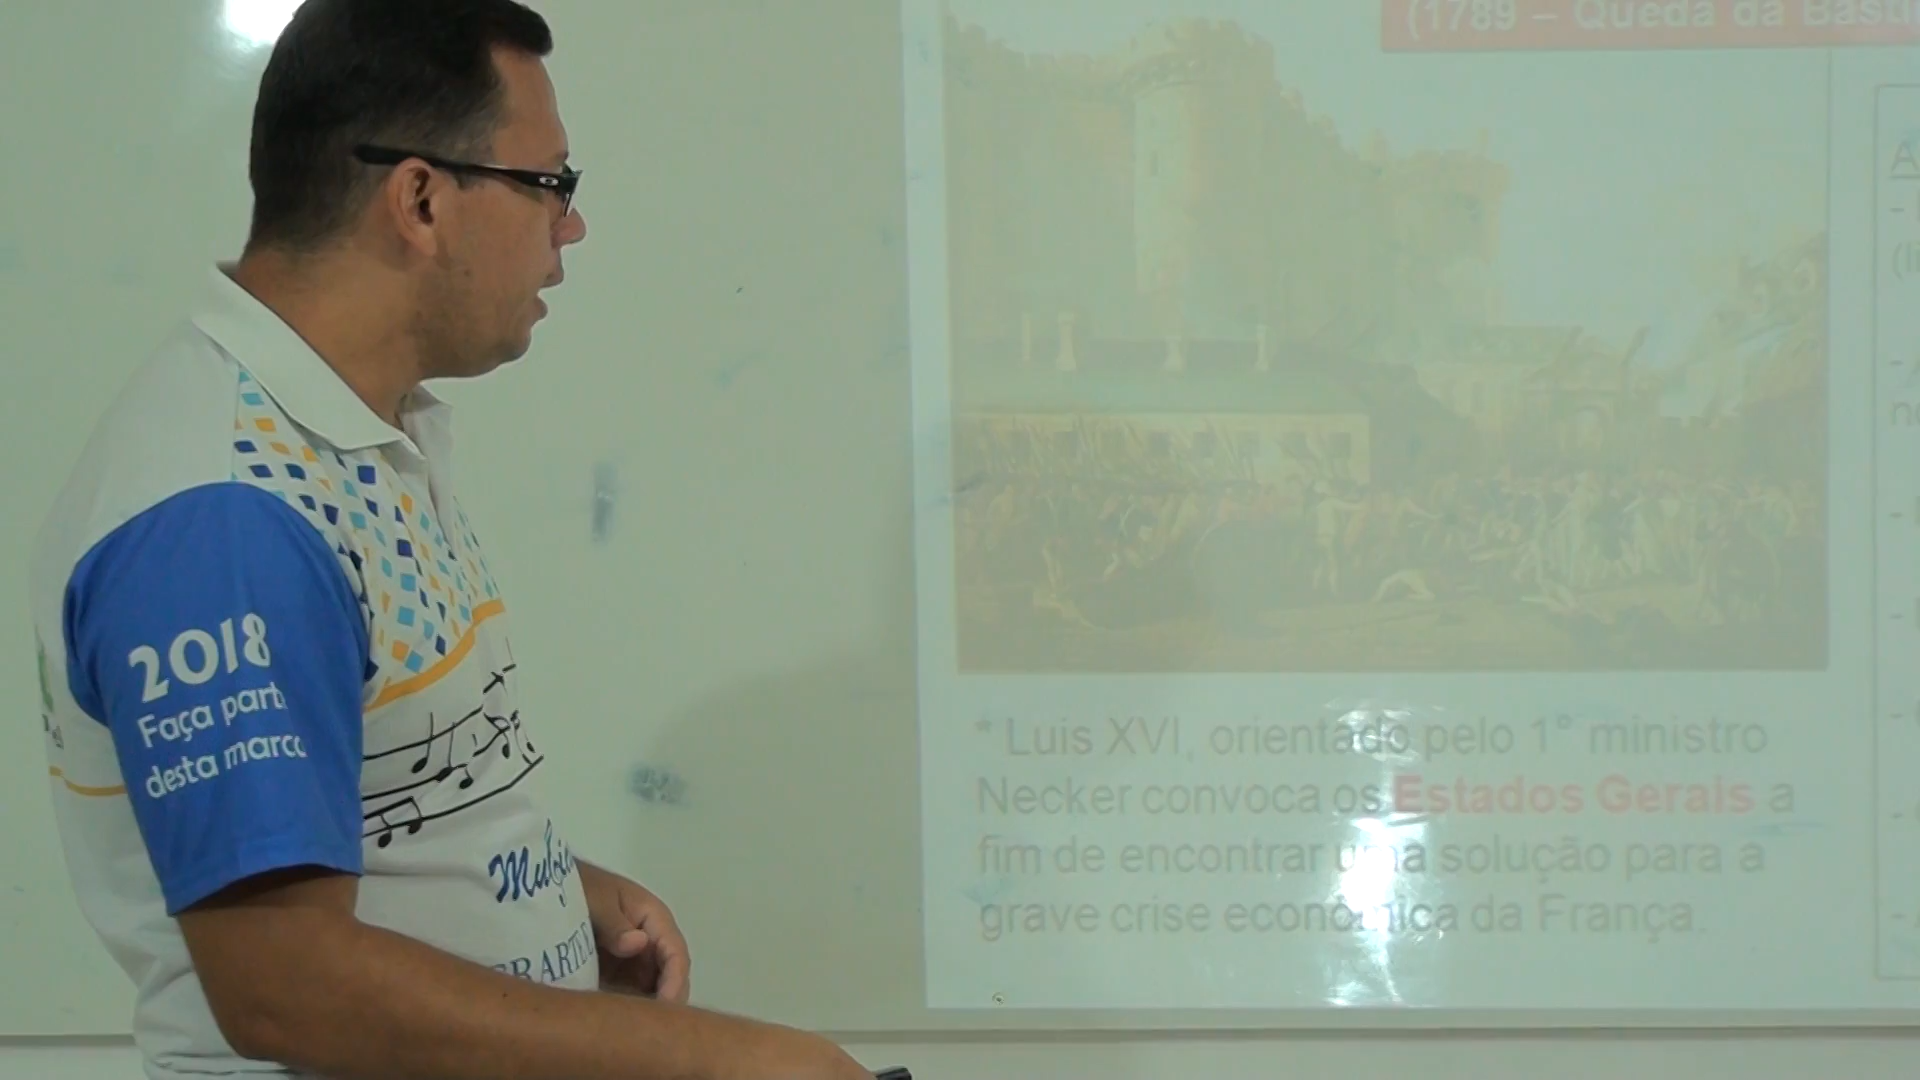 (1789 – Queda da Basti
* Luis XVI, orientado pelo 1° ministro
Necker convoca os Estados Gerais a
fim de encontrar uma solução para a
grave crise econômica da França.
2018
Faça part
desta marca